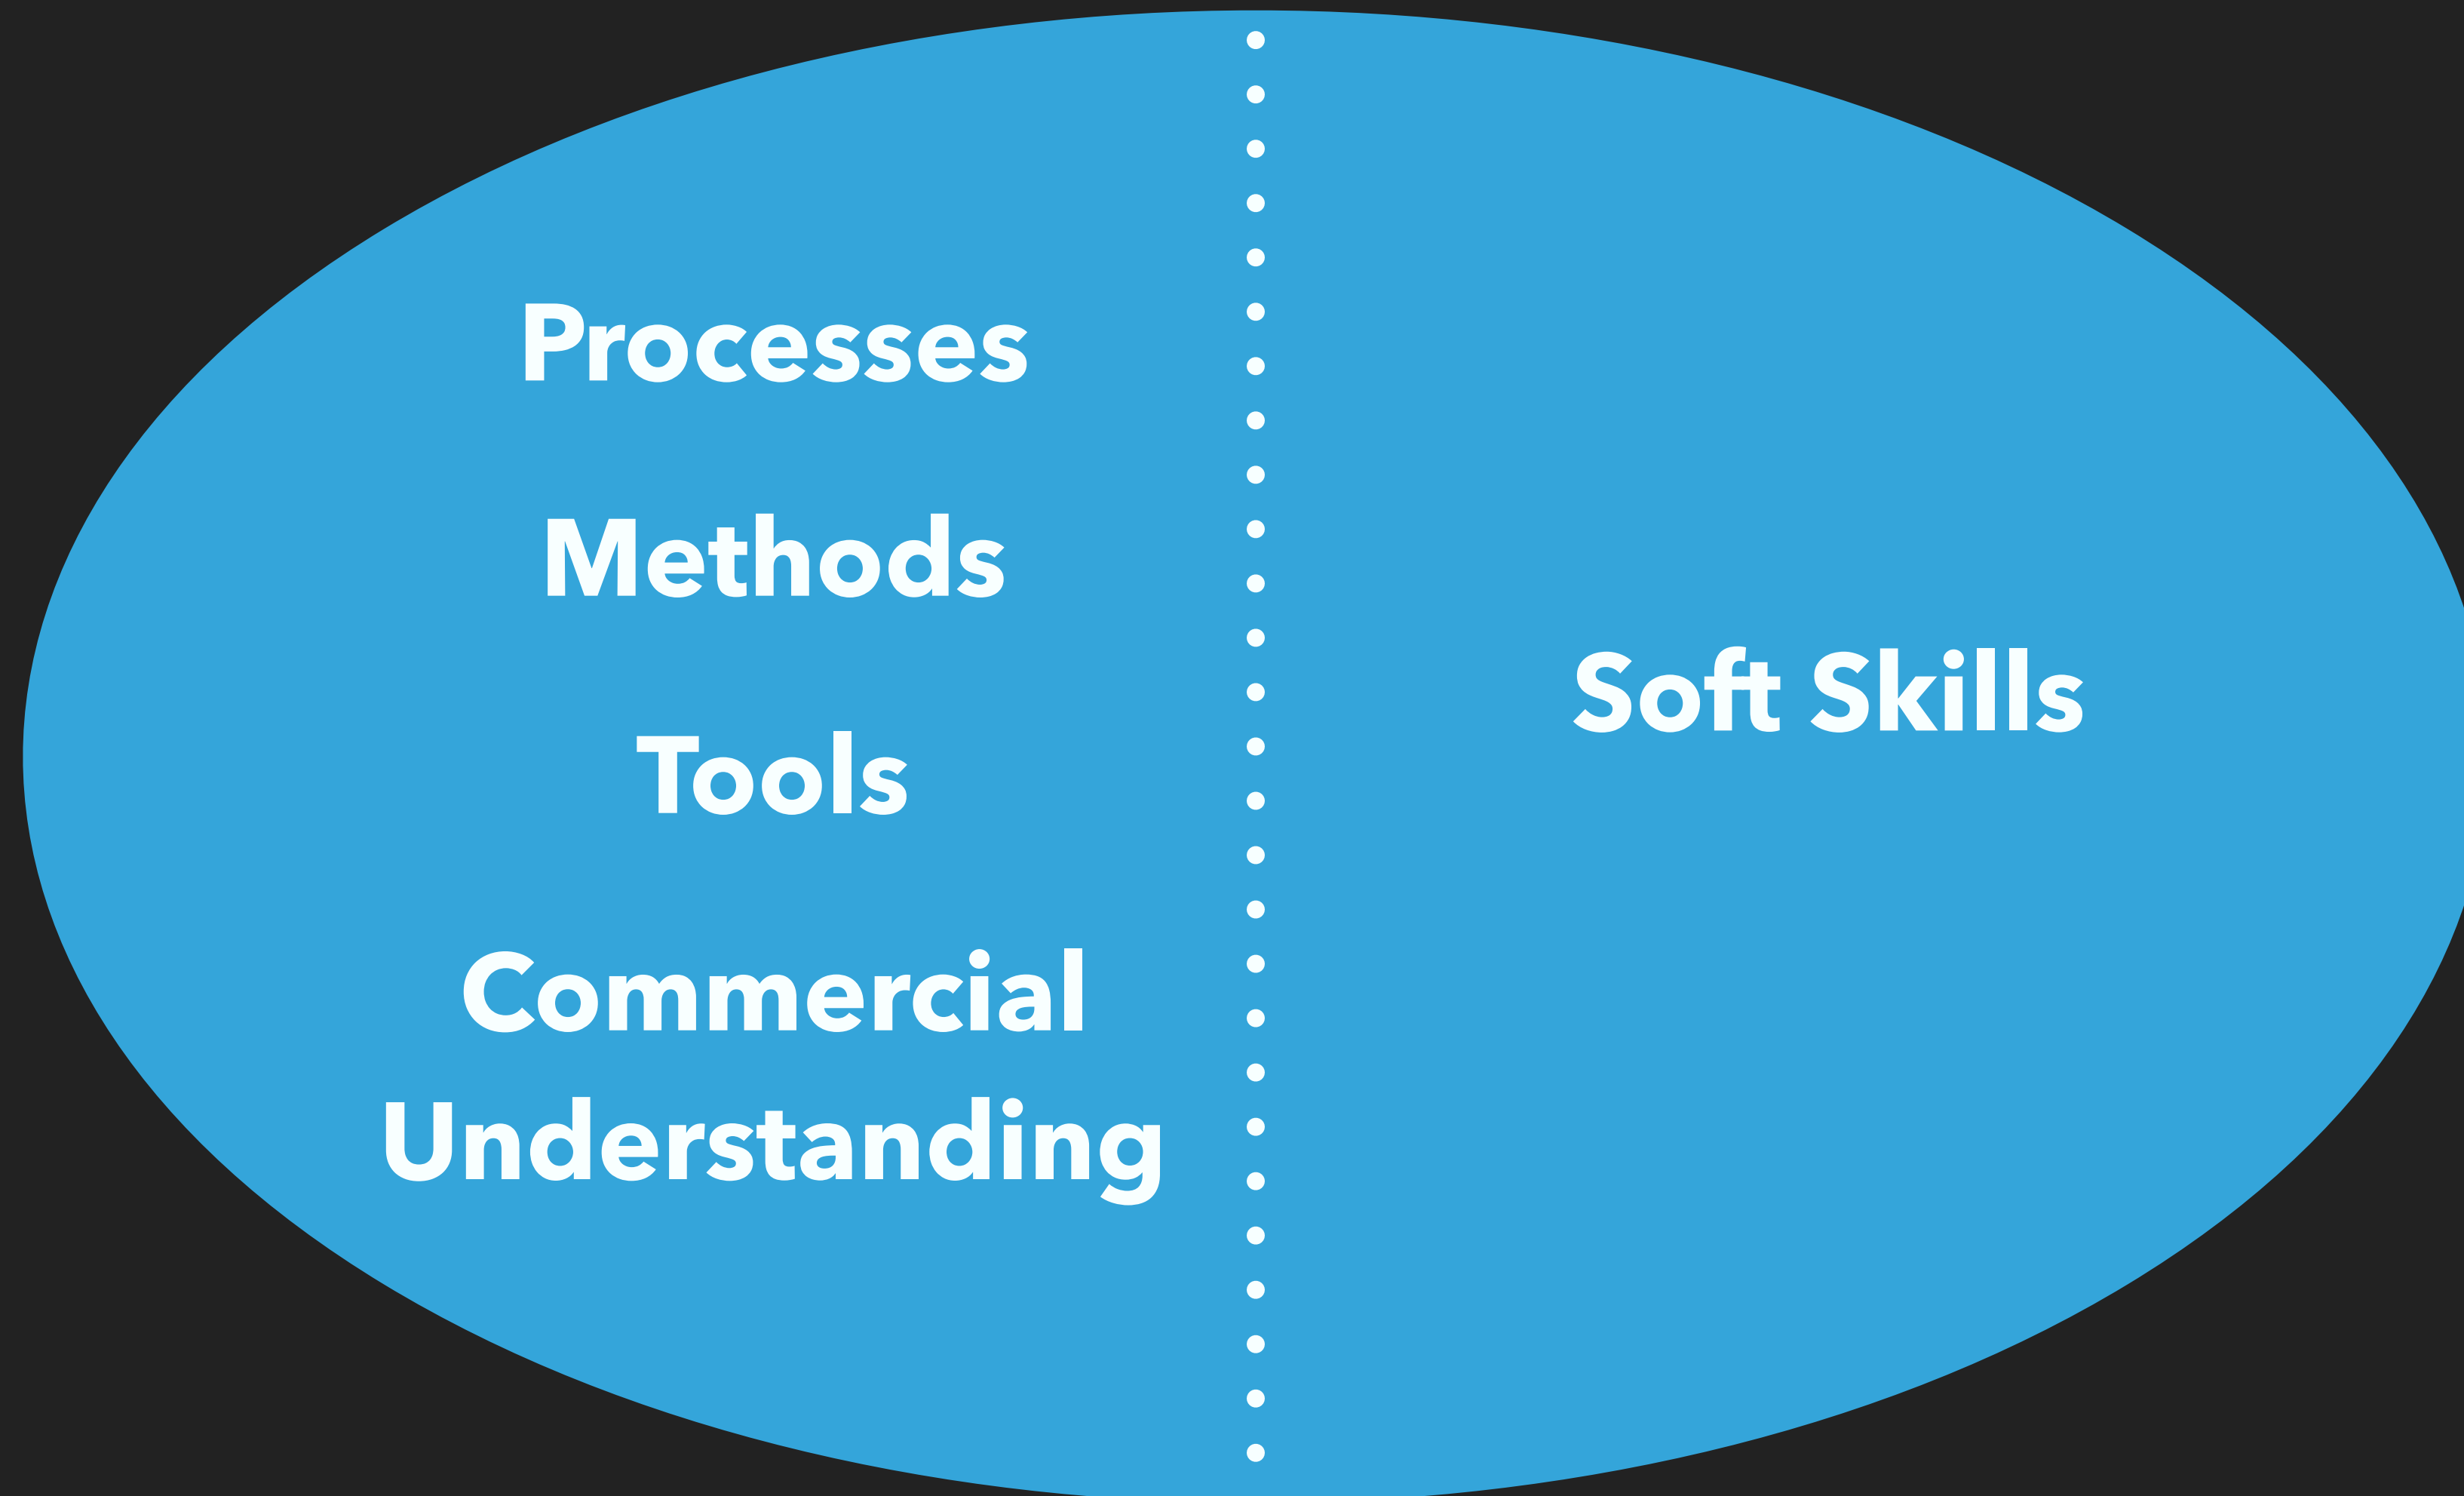 Processes
Methods
Tools
Commercial
Understanding
Soft Skills